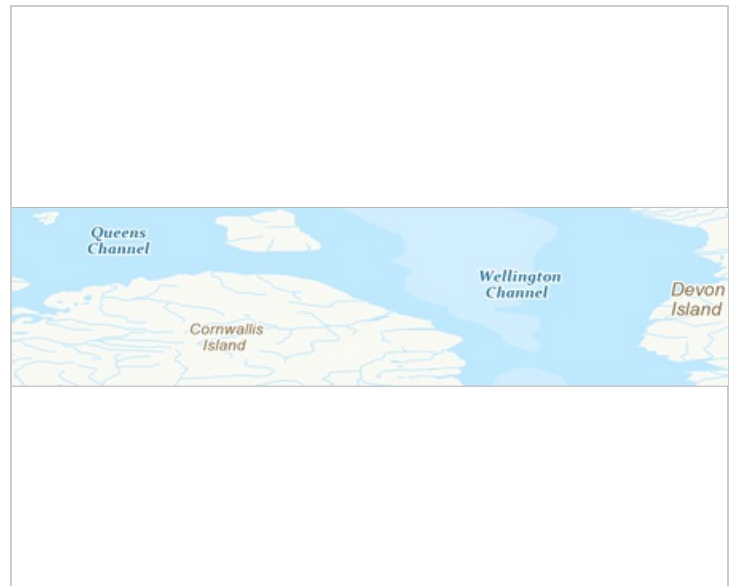 Queens
Channel
Wellington
Channel
Devon
Island
Cornwallis
Island